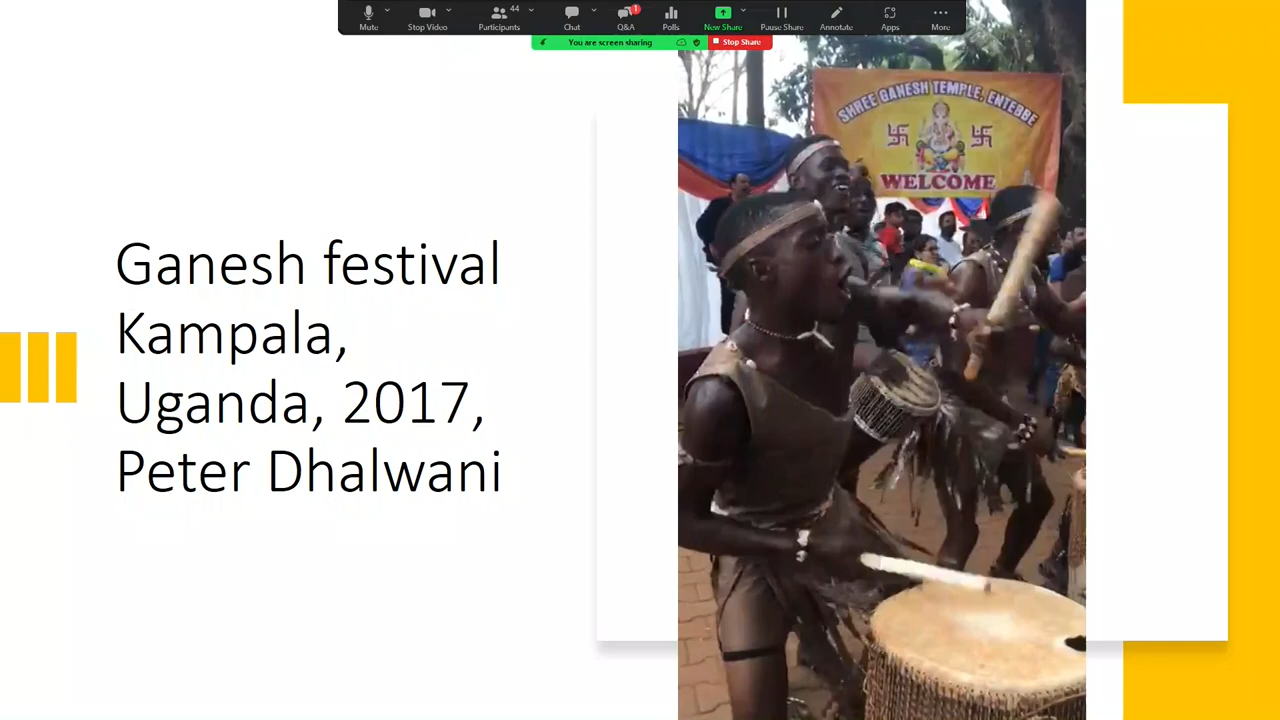 Mute
Stop Video
Participants
44
Chat
Q&A
1
Polls
New Share
Pause Share
Annotate
Apps
More
You are screen sharing
Stop Share
SHREE GANESH TEMPLE, ENTEBBE
WELCOME
Ganesh festival
Kampala,
Uganda, 2017,
Peter Dhalwani